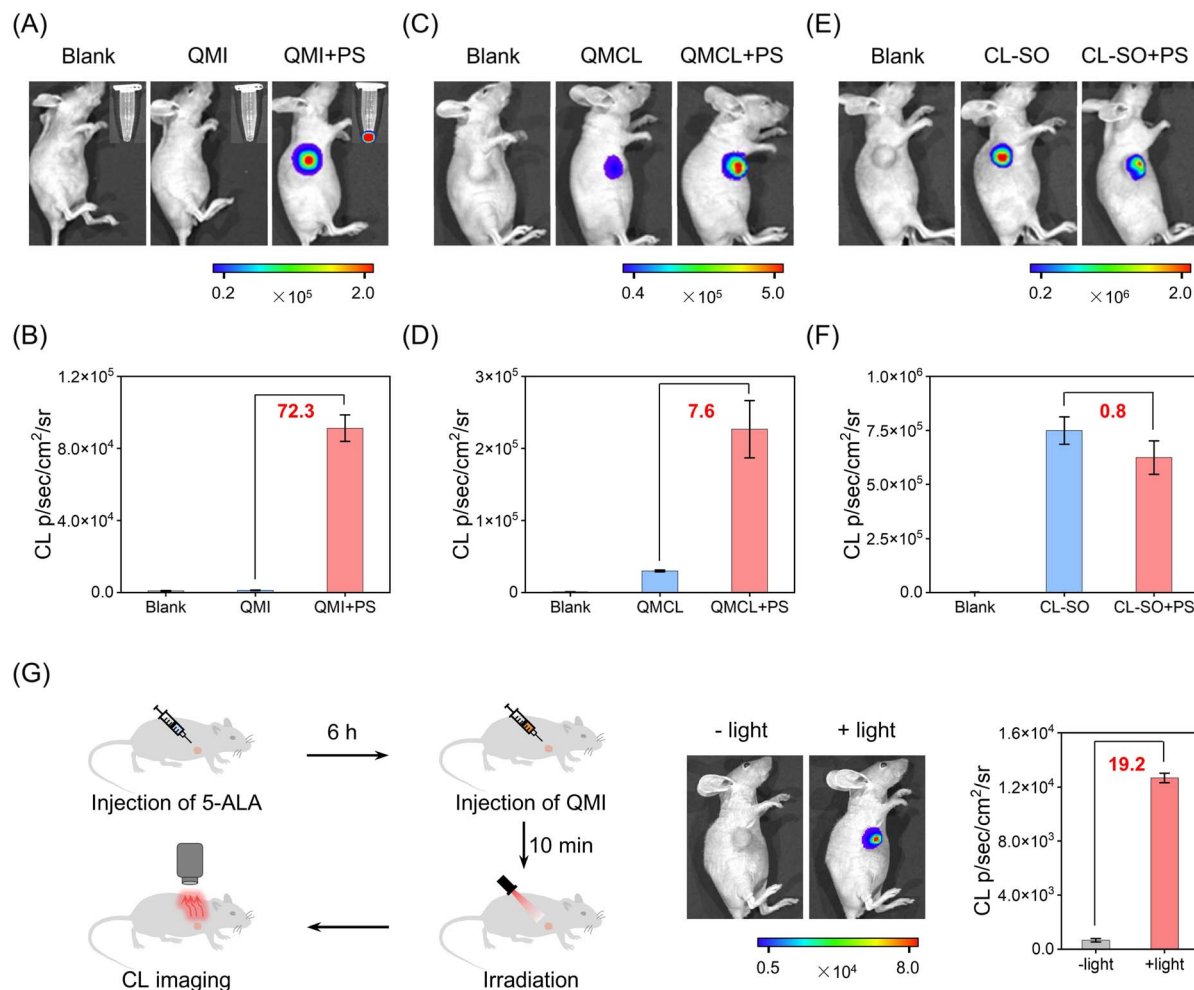 (A)
Blank QMI QMI+PS
0.2 ×10⁵ 2.0
(C)
Blank QMCL QMCL+PS
0.4 ×10⁵ 5.0
(E)
Blank CL-SO CL-SO+PS
0.2 ×10⁶ 2.0
(B)
CL p/sec/cm²/sr
1.2×10⁵
8.0×10⁴
4.0×10⁴
0.0
72.3
Blank QMI QMI+PS
(D)
CL p/sec/cm²/sr
3×10⁵
2×10⁵
1×10⁵
0
7.6
Blank QMCL QMCL+PS
(F)
CL p/sec/cm²/sr
1.0×10⁶
7.5×10⁵
5.0×10⁵
2.5×10⁵
0.0
0.8
Blank CL-SO CL-SO+PS
(G)
Injection of 5-ALA
6 h
Injection of QMI
10 min
Irradiation
CL imaging
- light + light
0.5 ×10⁴ 8.0
CL p/sec/cm²/sr
1.6×10⁴
1.2×10⁴
8.0×10³
4.0×10³
0.0
19.2
-light +light